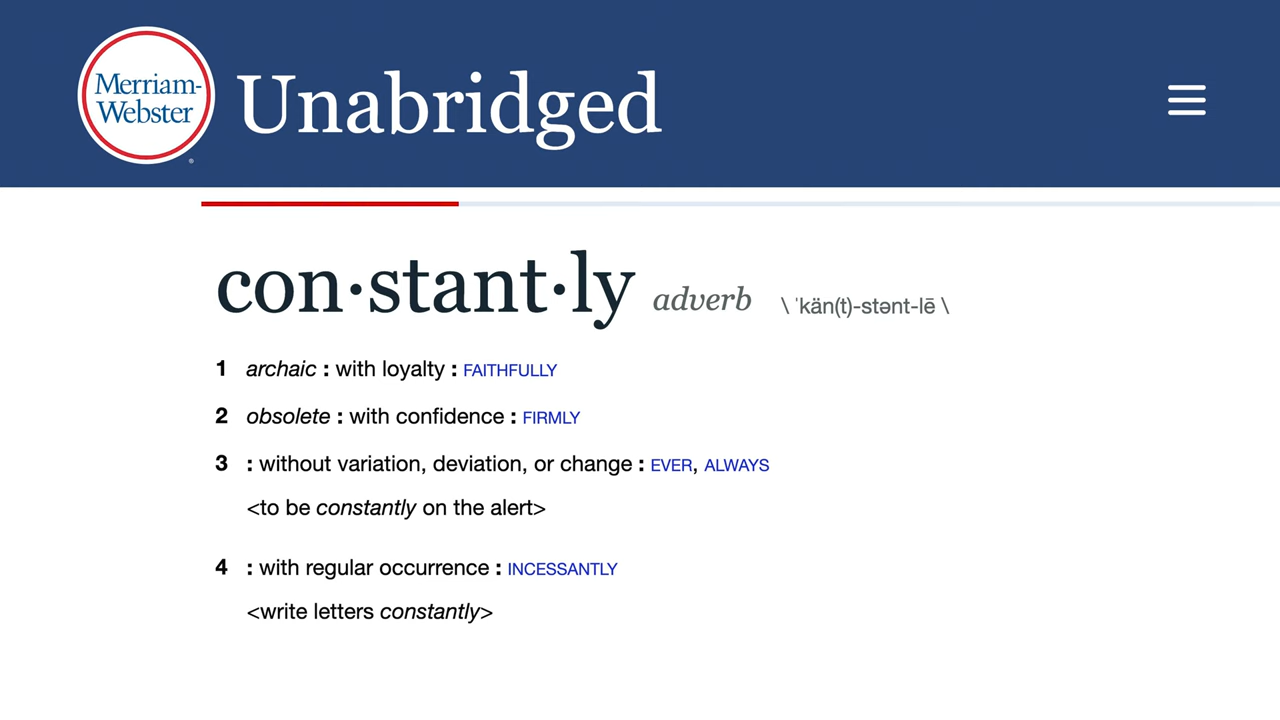 Merriam-
Webster
Unabridged
con·stant·ly adverb \ ˈkän(t)-stənt-lē \
1 archaic : with loyalty : FAITHFULLY
2 obsolete : with confidence : FIRMLY
3 : without variation, deviation, or change : EVER, ALWAYS
<to be constantly on the alert>
4 : with regular occurrence : INCESSANTLY
<write letters constantly>